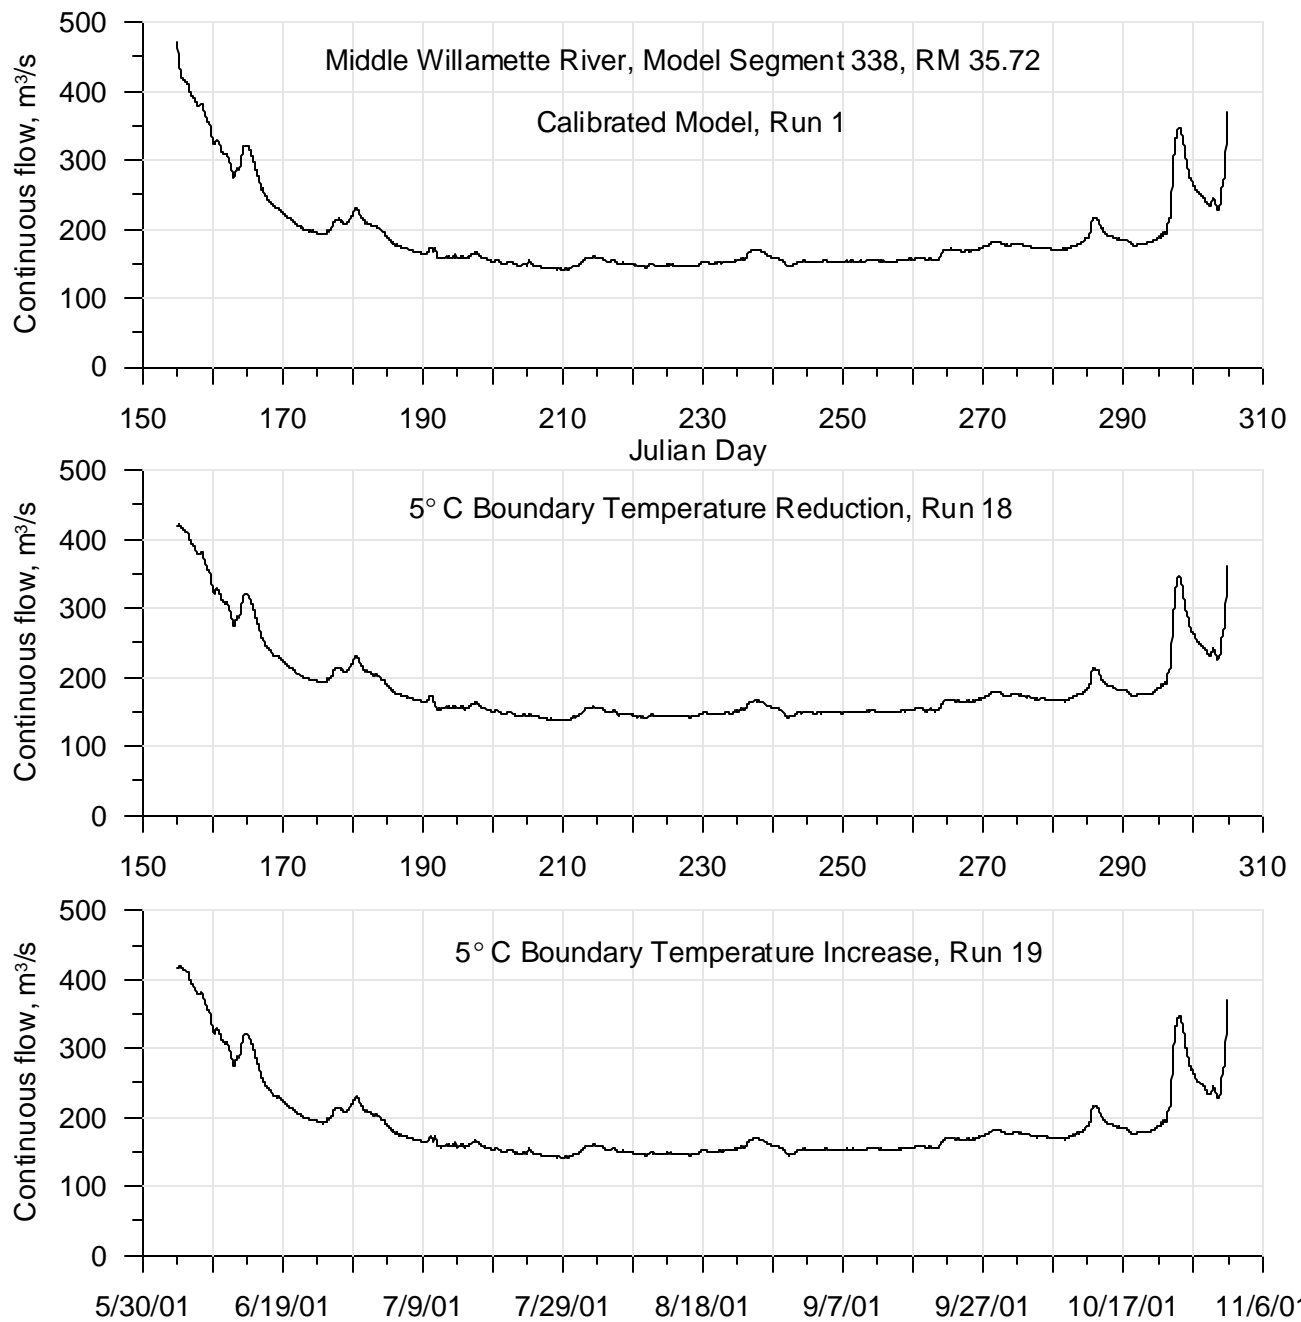 500
400
300
200
100
0
Continuous flow, m³/s
Middle Willamette River, Model Segment 338, RM 35.72
Calibrated Model, Run 1
150 170 190 210 230 250 270 290 310
Julian Day
500
400
300
200
100
0
Continuous flow, m³/s
5° C Boundary Temperature Reduction, Run 18
150 170 190 210 230 250 270 290 310
500
400
300
200
100
0
Continuous flow, m³/s
5° C Boundary Temperature Increase, Run 19
5/30/01 6/19/01 7/9/01 7/29/01 8/18/01 9/7/01 9/27/01 10/17/01 11/6/01